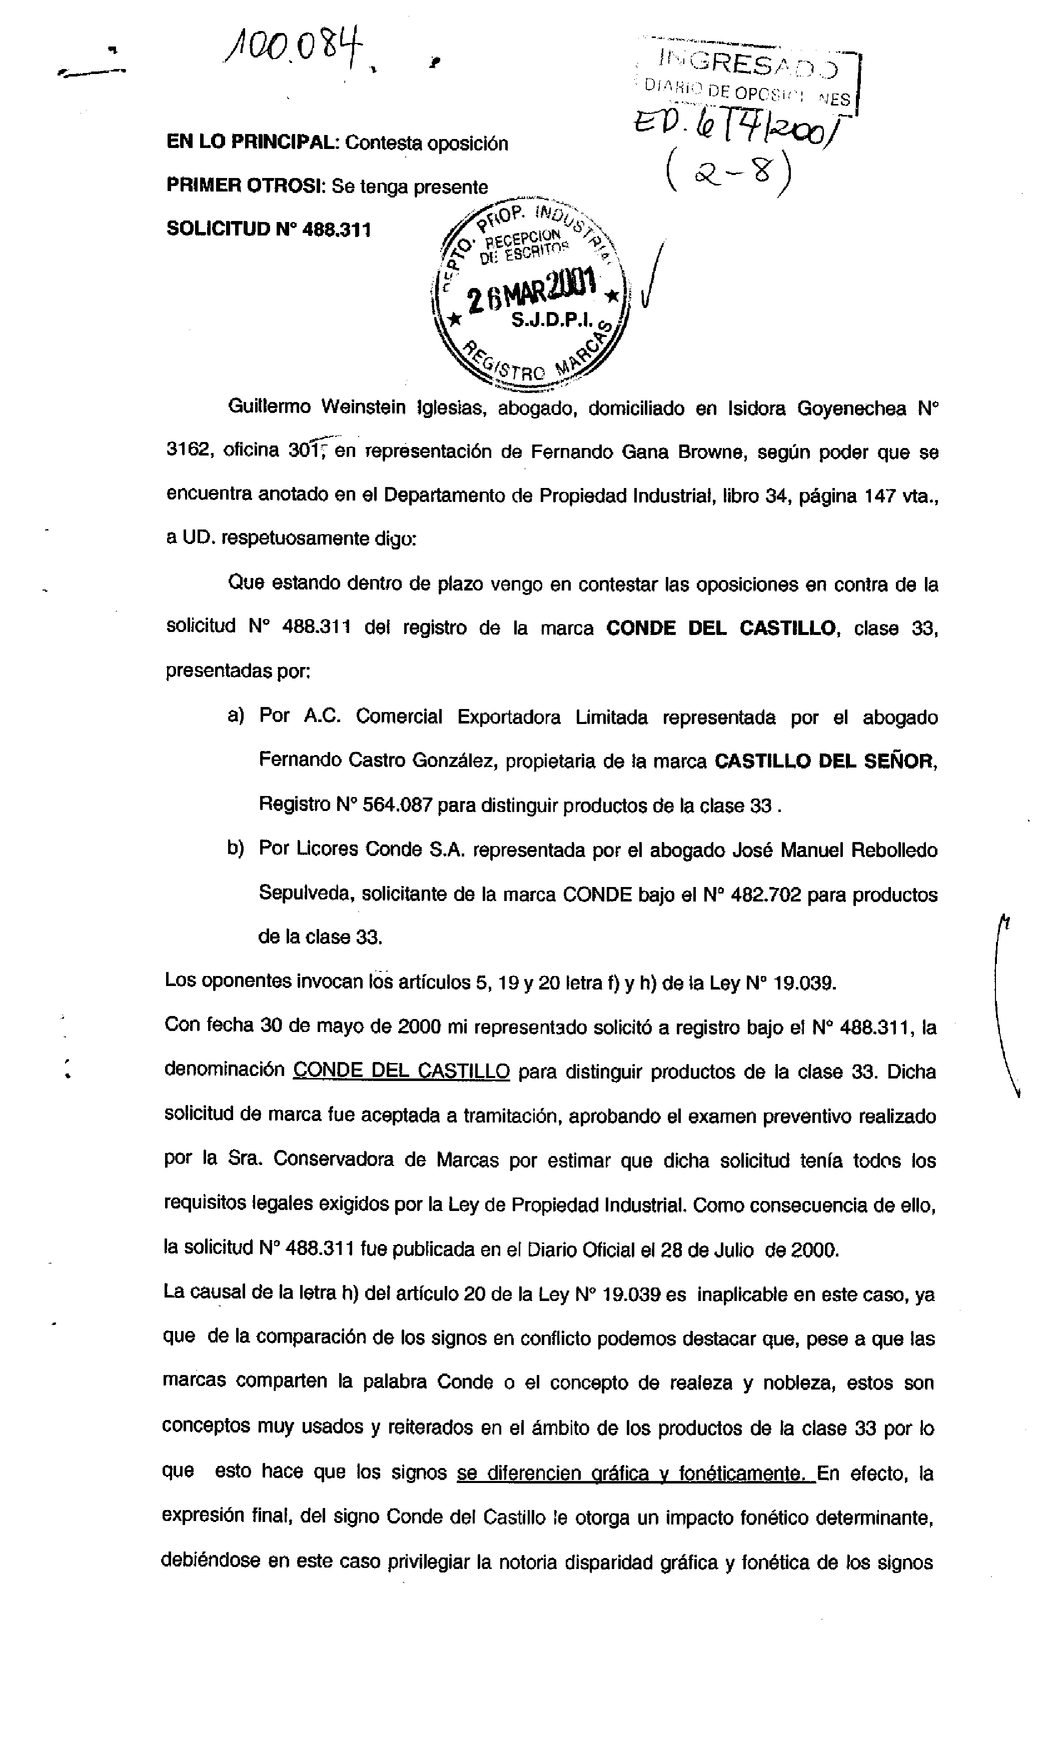 100.084
INGRESADO
DIARIO DE OPOSICIONES
ED. 6/4/2001
(2-8)
EN LO PRINCIPAL: Contesta oposición
PRIMER OTROSI: Se tenga presente
SOLICITUD Nº 488.311
DEPTO. PROP. INDUSTRIAL
RECEPCION
DE ESCRITOS
26 MAR 2001
S.J.D.P.I.
REGISTRO MARCAS
Guillermo Weinstein Iglesias, abogado, domiciliado en Isidora Goyenechea Nº
3162, oficina 301, en representación de Fernando Gana Browne, según poder que se
encuentra anotado en el Departamento de Propiedad Industrial, libro 34, página 147 vta.,
a UD. respetuosamente digo:
Que estando dentro de plazo vengo en contestar las oposiciones en contra de la
solicitud Nº 488.311 del registro de la marca CONDE DEL CASTILLO, clase 33,
presentadas por:
a) Por A.C. Comercial Exportadora Limitada representada por el abogado
Fernando Castro González, propietaria de la marca CASTILLO DEL SEÑOR,
Registro Nº 564.087 para distinguir productos de la clase 33 .
b) Por Licores Conde S.A. representada por el abogado José Manuel Rebolledo
Sepulveda, solicitante de la marca CONDE bajo el Nº 482.702 para productos
de la clase 33.
Los oponentes invocan los artículos 5, 19 y 20 letra f) y h) de la Ley Nº 19.039.
Con fecha 30 de mayo de 2000 mi representado solicitó a registro bajo el Nº 488.311, la
denominación CONDE DEL CASTILLO para distinguir productos de la clase 33. Dicha
solicitud de marca fue aceptada a tramitación, aprobando el examen preventivo realizado
por la Sra. Conservadora de Marcas por estimar que dicha solicitud tenía todos los
requisitos legales exigidos por la Ley de Propiedad Industrial. Como consecuencia de ello,
la solicitud Nº 488.311 fue publicada en el Diario Oficial el 28 de Julio de 2000.
La causal de la letra h) del artículo 20 de la Ley Nº 19.039 es inaplicable en este caso, ya
que de la comparación de los signos en conflicto podemos destacar que, pese a que las
marcas comparten la palabra Conde o el concepto de realeza y nobleza, estos son
conceptos muy usados y reiterados en el ámbito de los productos de la clase 33 por lo
que esto hace que los signos se diferencien gráfica y fonéticamente. En efecto, la
expresión final, del signo Conde del Castillo le otorga un impacto fonético determinante,
debiéndose en este caso privilegiar la notoria disparidad gráfica y fonética de los signos